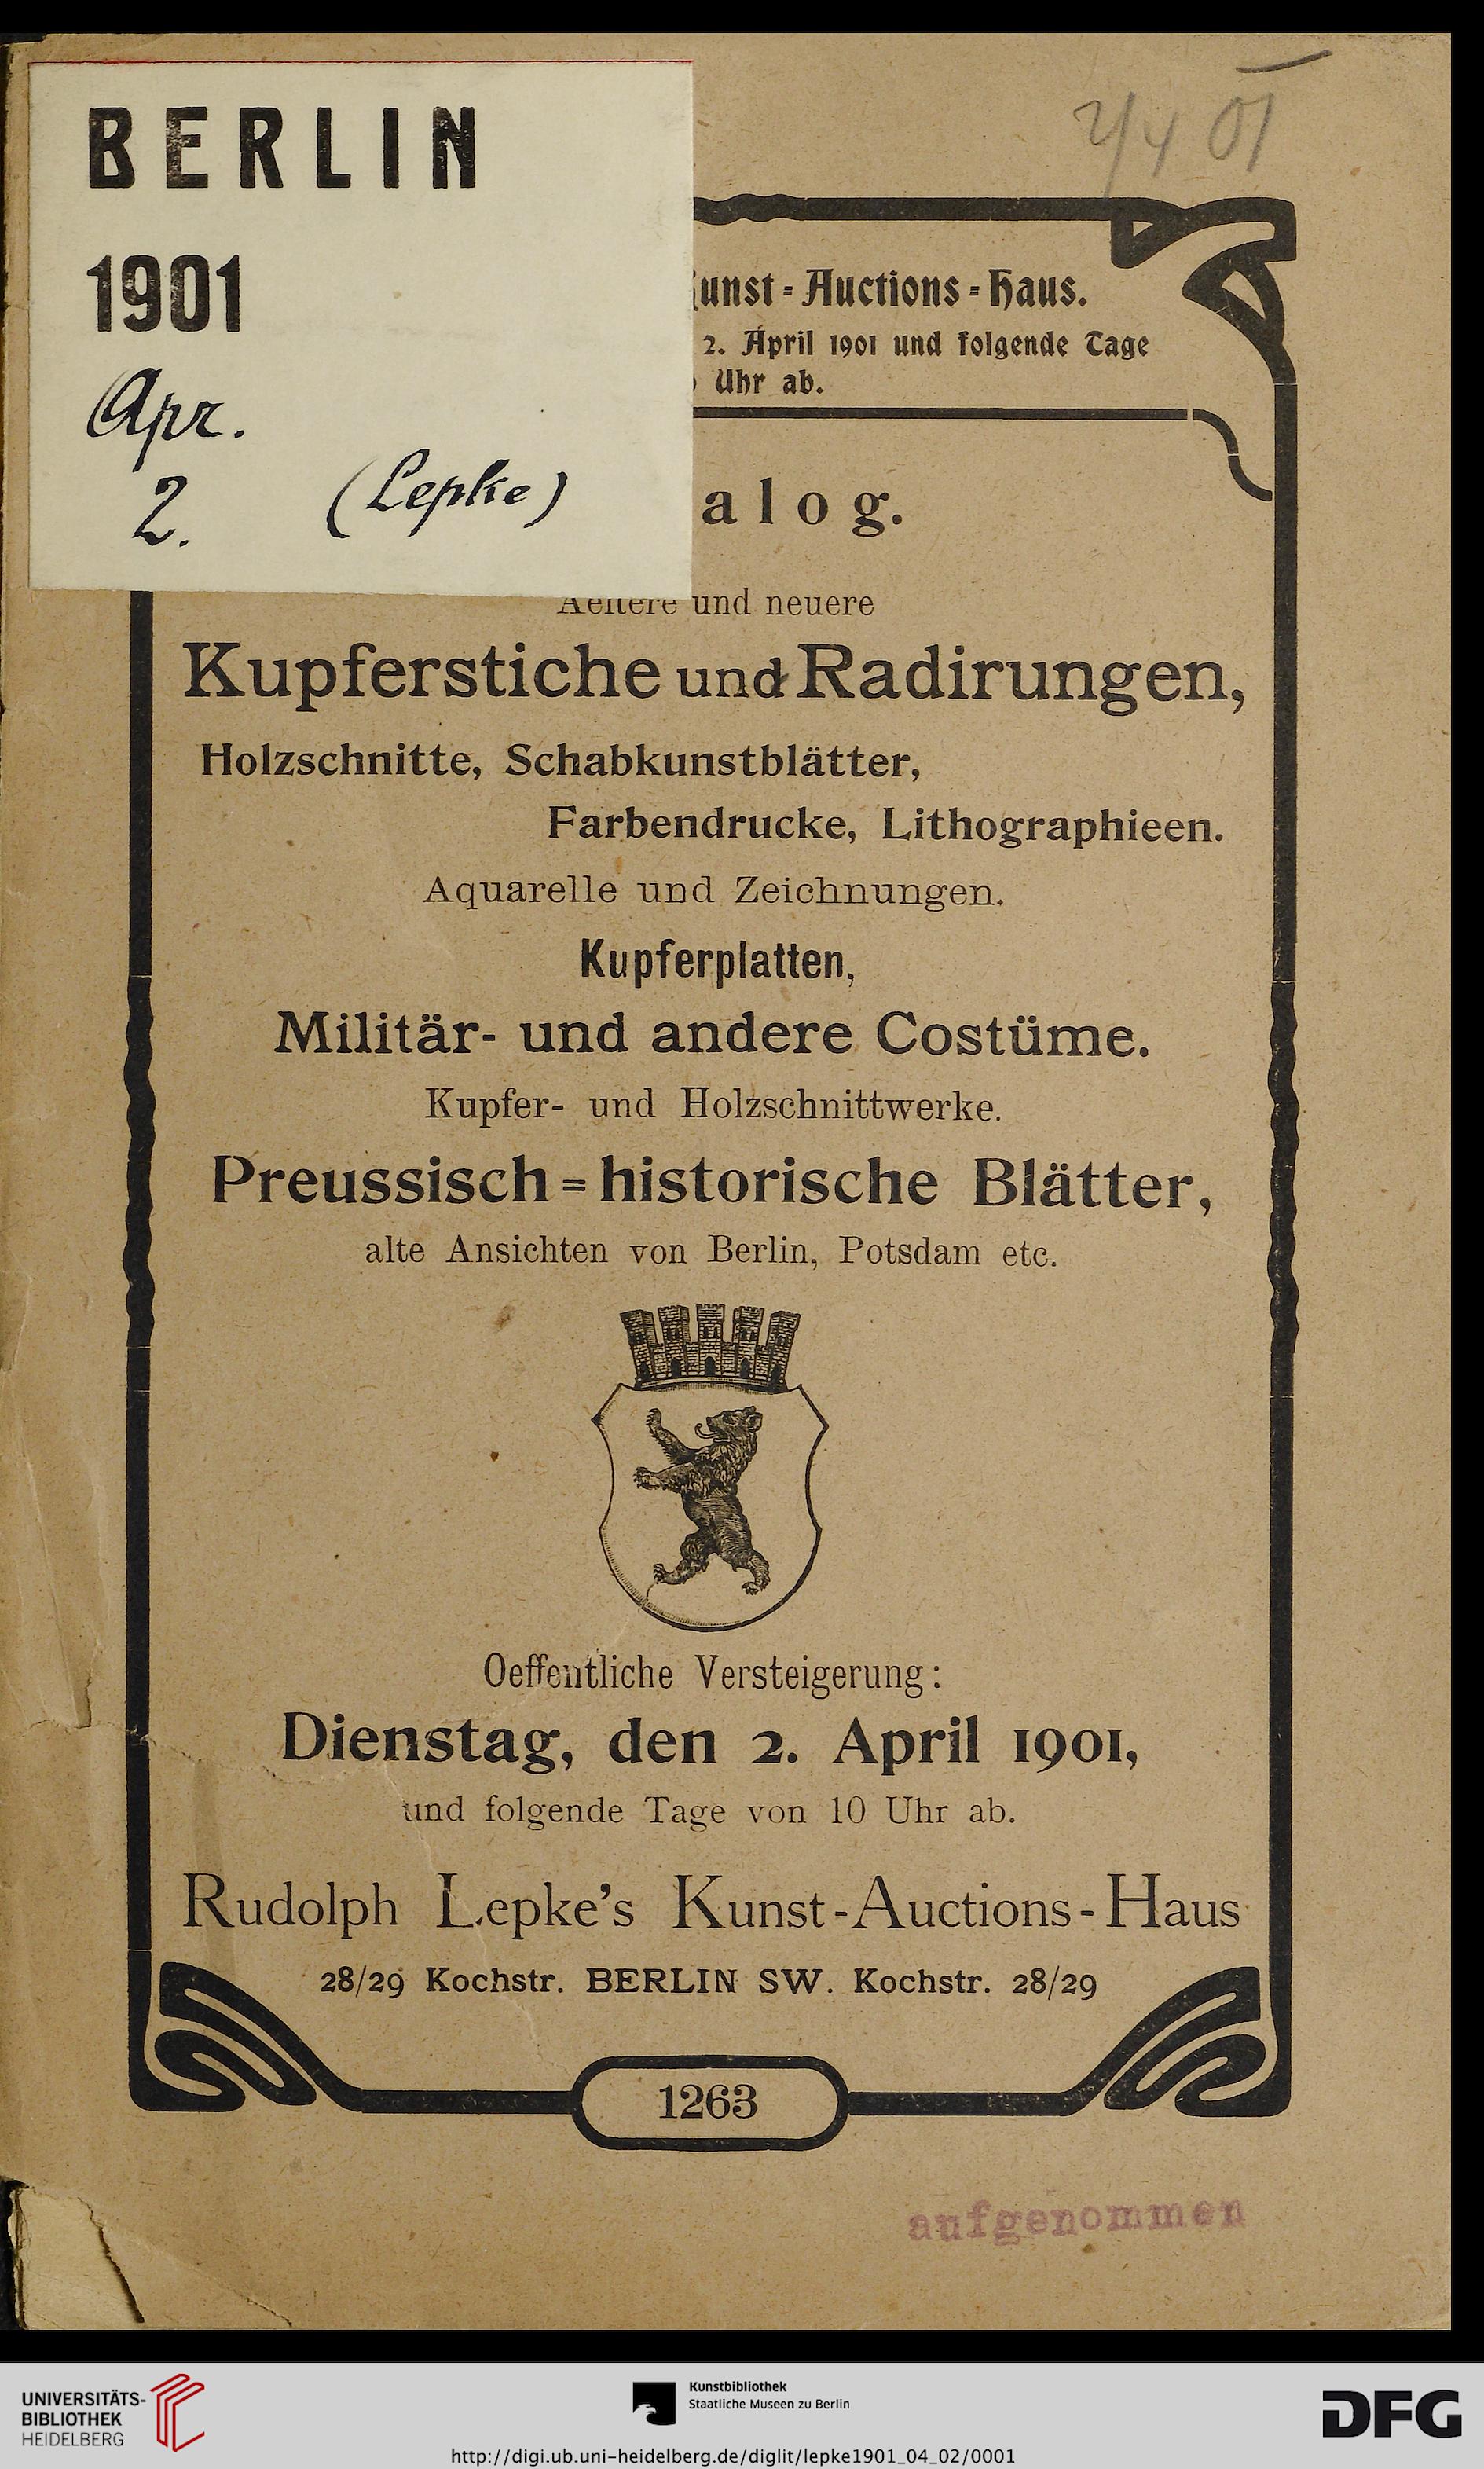 BERLIN
1901
Apr.
2. (Lepke)
2/4 01
unst-Auctions-Haus.
2. April 1901 und folgende Tage
Uhr ab.
alog.
Aeltere und neuere
Kupferstiche und Radirungen,
Holzschnitte, Schabkunstblätter,
Farbendrucke, Lithographieen.
Aquarelle und Zeichnungen.
Kupferplatten,
Militär- und andere Costüme.
Kupfer- und Holzschnittwerke.
Preussisch=historische Blätter,
alte Ansichten von Berlin, Potsdam etc.
Oeffentliche Versteigerung:
Dienstag, den 2. April 1901,
und folgende Tage von 10 Uhr ab.
Rudolph Lepke's Kunst-Auctions-Haus
28/29 Kochstr. BERLIN SW. Kochstr. 28/29
1263
aufgenommen
UNIVERSITÄTS-
BIBLIOTHEK
HEIDELBERG
Kunstbibliothek
Staatliche Museen zu Berlin
DFG
http://digi.ub.uni-heidelberg.de/diglit/lepke1901_04_02/0001